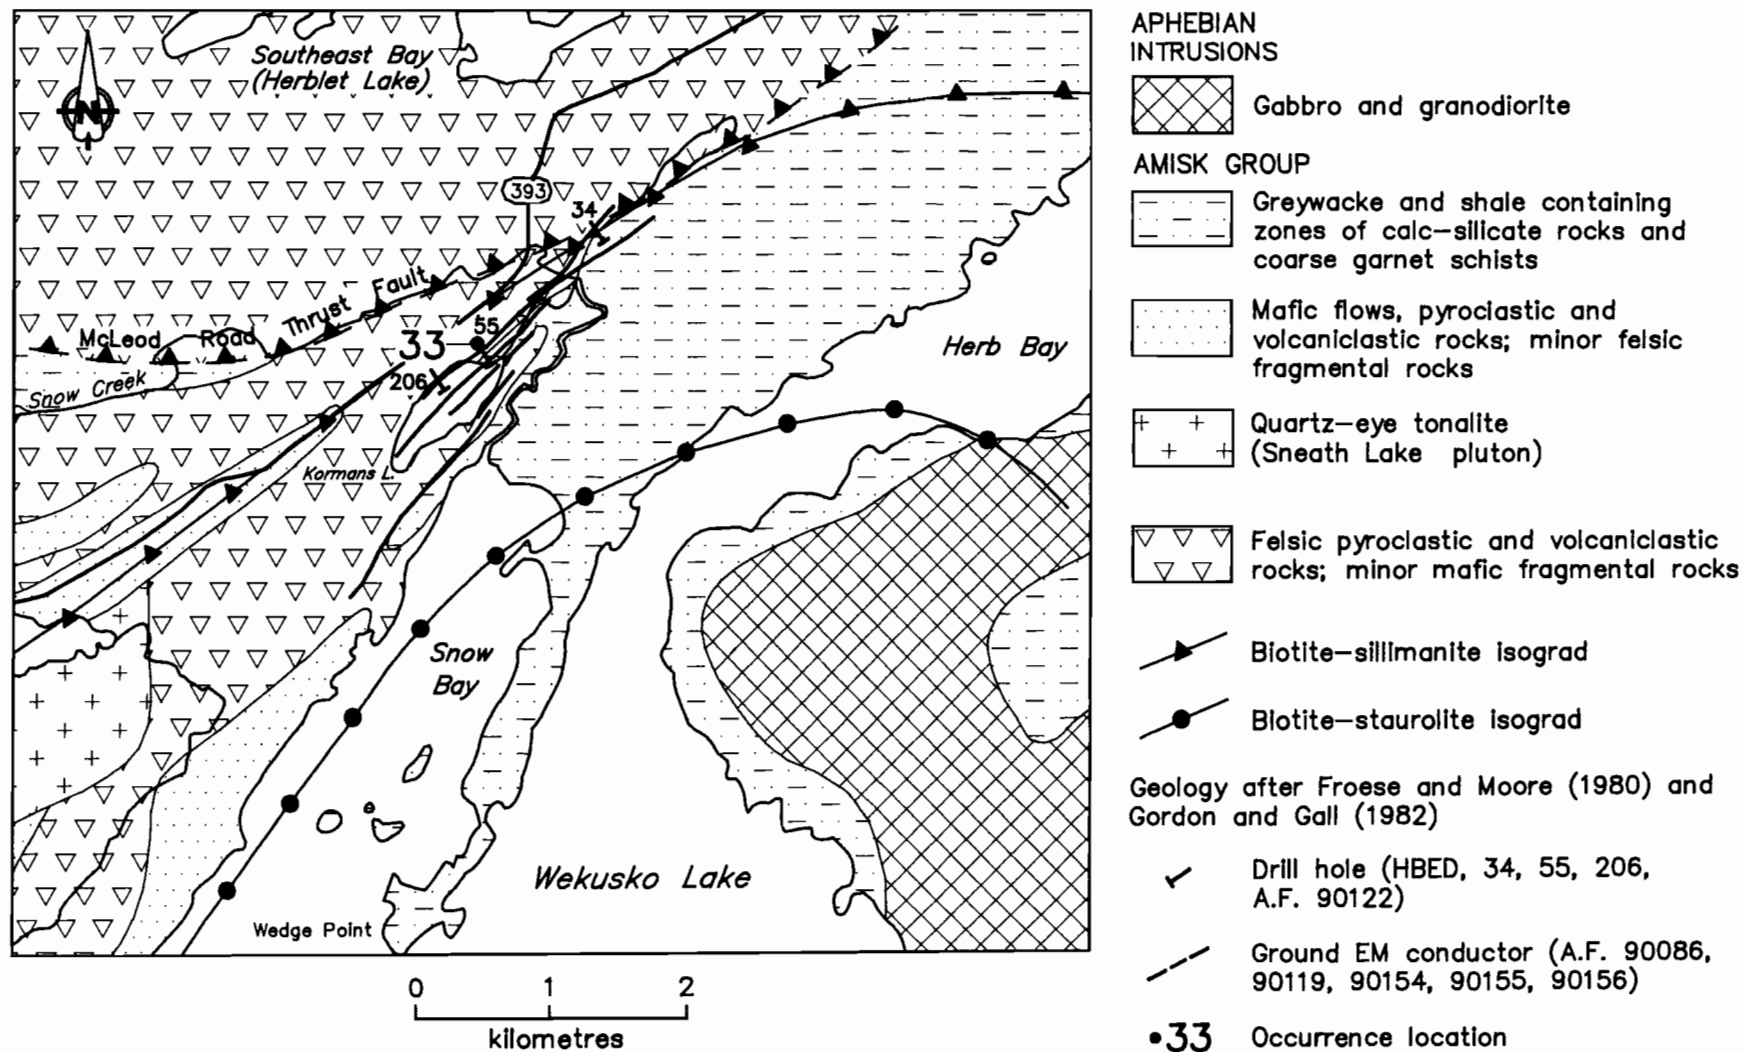 Southeast Bay
(Herblet Lake)
N
393
34
McLeod Road Thrust Fault
33
55
206
Snow Creek
Kormans L.
Herb Bay
Snow
Bay
Wekusko Lake
Wedge Point
0 1 2
kilometres
APHEBIAN
INTRUSIONS
Gabbro and granodiorite
AMISK GROUP
Greywacke and shale containing
zones of calc-silicate rocks and
coarse garnet schists
Mafic flows, pyroclastic and
volcaniclastic rocks; minor felsic
fragmental rocks
Quartz-eye tonalite
(Sneath Lake pluton)
Felsic pyroclastic and volcaniclastic
rocks; minor mafic fragmental rocks
Biotite-sillimanite isograd
Biotite-staurolite isograd
Geology after Froese and Moore (1980) and
Gordon and Gall (1982)
Drill hole (HBED, 34, 55, 206,
A.F. 90122)
Ground EM conductor (A.F. 90086,
90119, 90154, 90155, 90156)
•33 Occurrence location